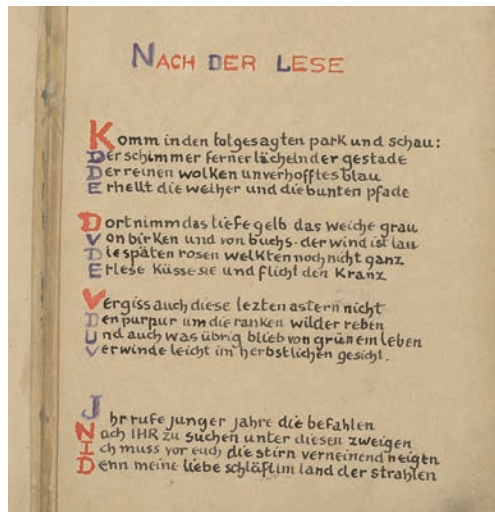 NACH DER LESE
Komm in den totgesagten park und schau:
Der schimmer ferner lächelnder gestade
Der reinen wolken unverhofftes blau
Erhellt die weiher und die bunten pfade
Dort nimm das tiefe gelb das weiche grau
Von birken und von buchs· der wind ist lau
Die späten rosen welkten noch nicht ganz
Erlese küsse sie und flicht den kranz
Vergiss auch diese lezten astern nicht
Den purpur um die ranken wilder reben
Und auch was übrig blieb von grünem leben
Verwinde leicht im herbstlichen gesicht.
Ihr rufe junger jahre die befahlen
Nach IHR zu suchen unter diesen zweigen
Ich muss vor euch die stirn verneinend neigen
Denn meine liebe schläft im land der strahlen